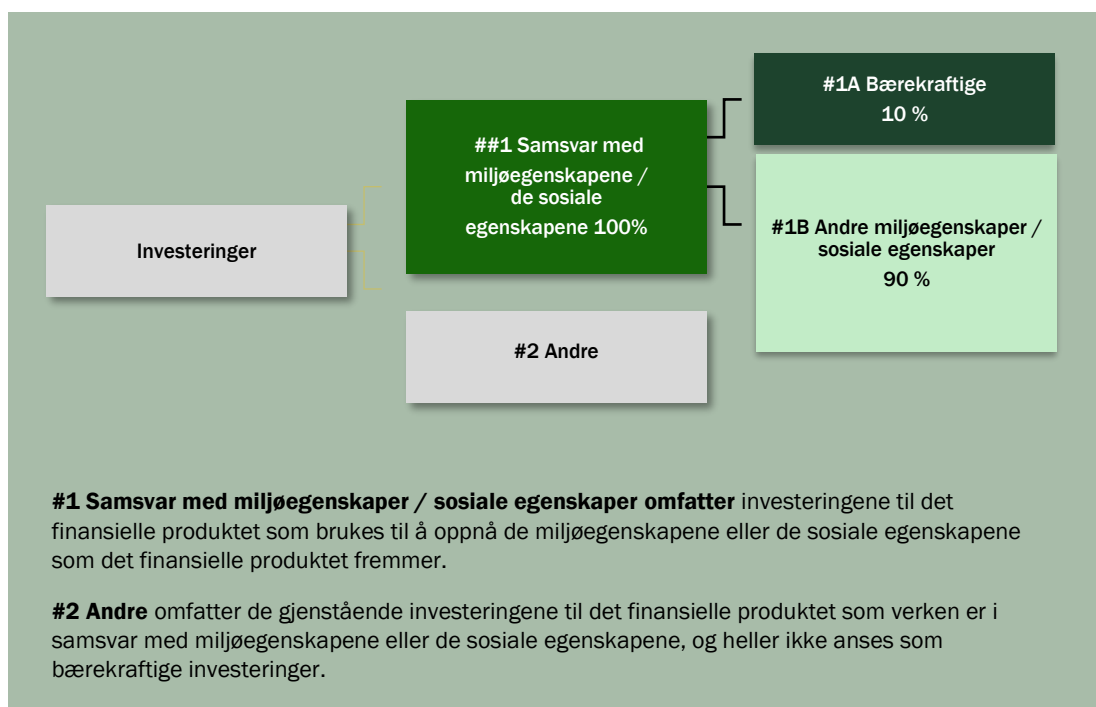 #1A Bærekraftige
10 %
##1 Samsvar med
miljøegenskapene /
de sosiale
egenskapene 100%
#1B Andre miljøegenskaper /
sosiale egenskaper
90 %
Investeringer
#2 Andre
#1 Samsvar med miljøegenskaper / sosiale egenskaper omfatter investeringene til det
finansielle produktet som brukes til å oppnå de miljøegenskapene eller de sosiale egenskapene
som det finansielle produktet fremmer.
#2 Andre omfatter de gjenstående investeringene til det finansielle produktet som verken er i
samsvar med miljøegenskapene eller de sosiale egenskapene, og heller ikke anses som
bærekraftige investeringer.